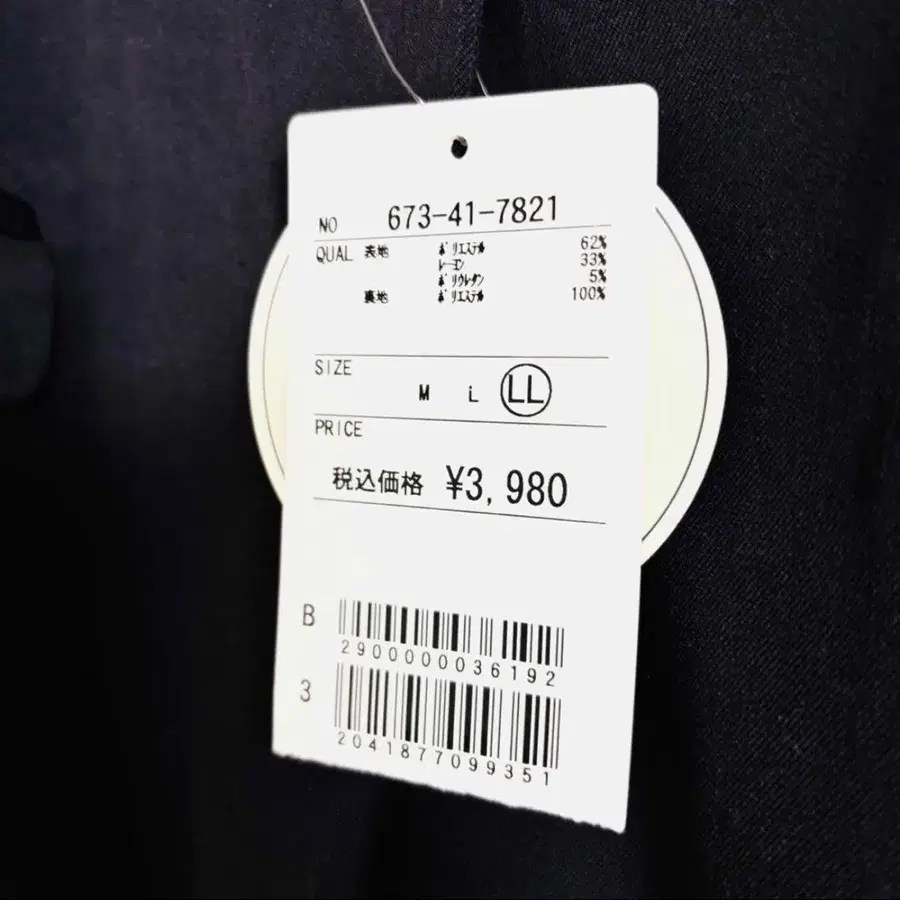 NO 673-41-7821
QUAL 表地 ポリエステル 62%
レーヨン 33%
ポリウレタン 5%
裏地 ポリエステル 100%
SIZE
M L LL
PRICE
税込価格 ¥3,980
B
2900000036192
3
2041877099351